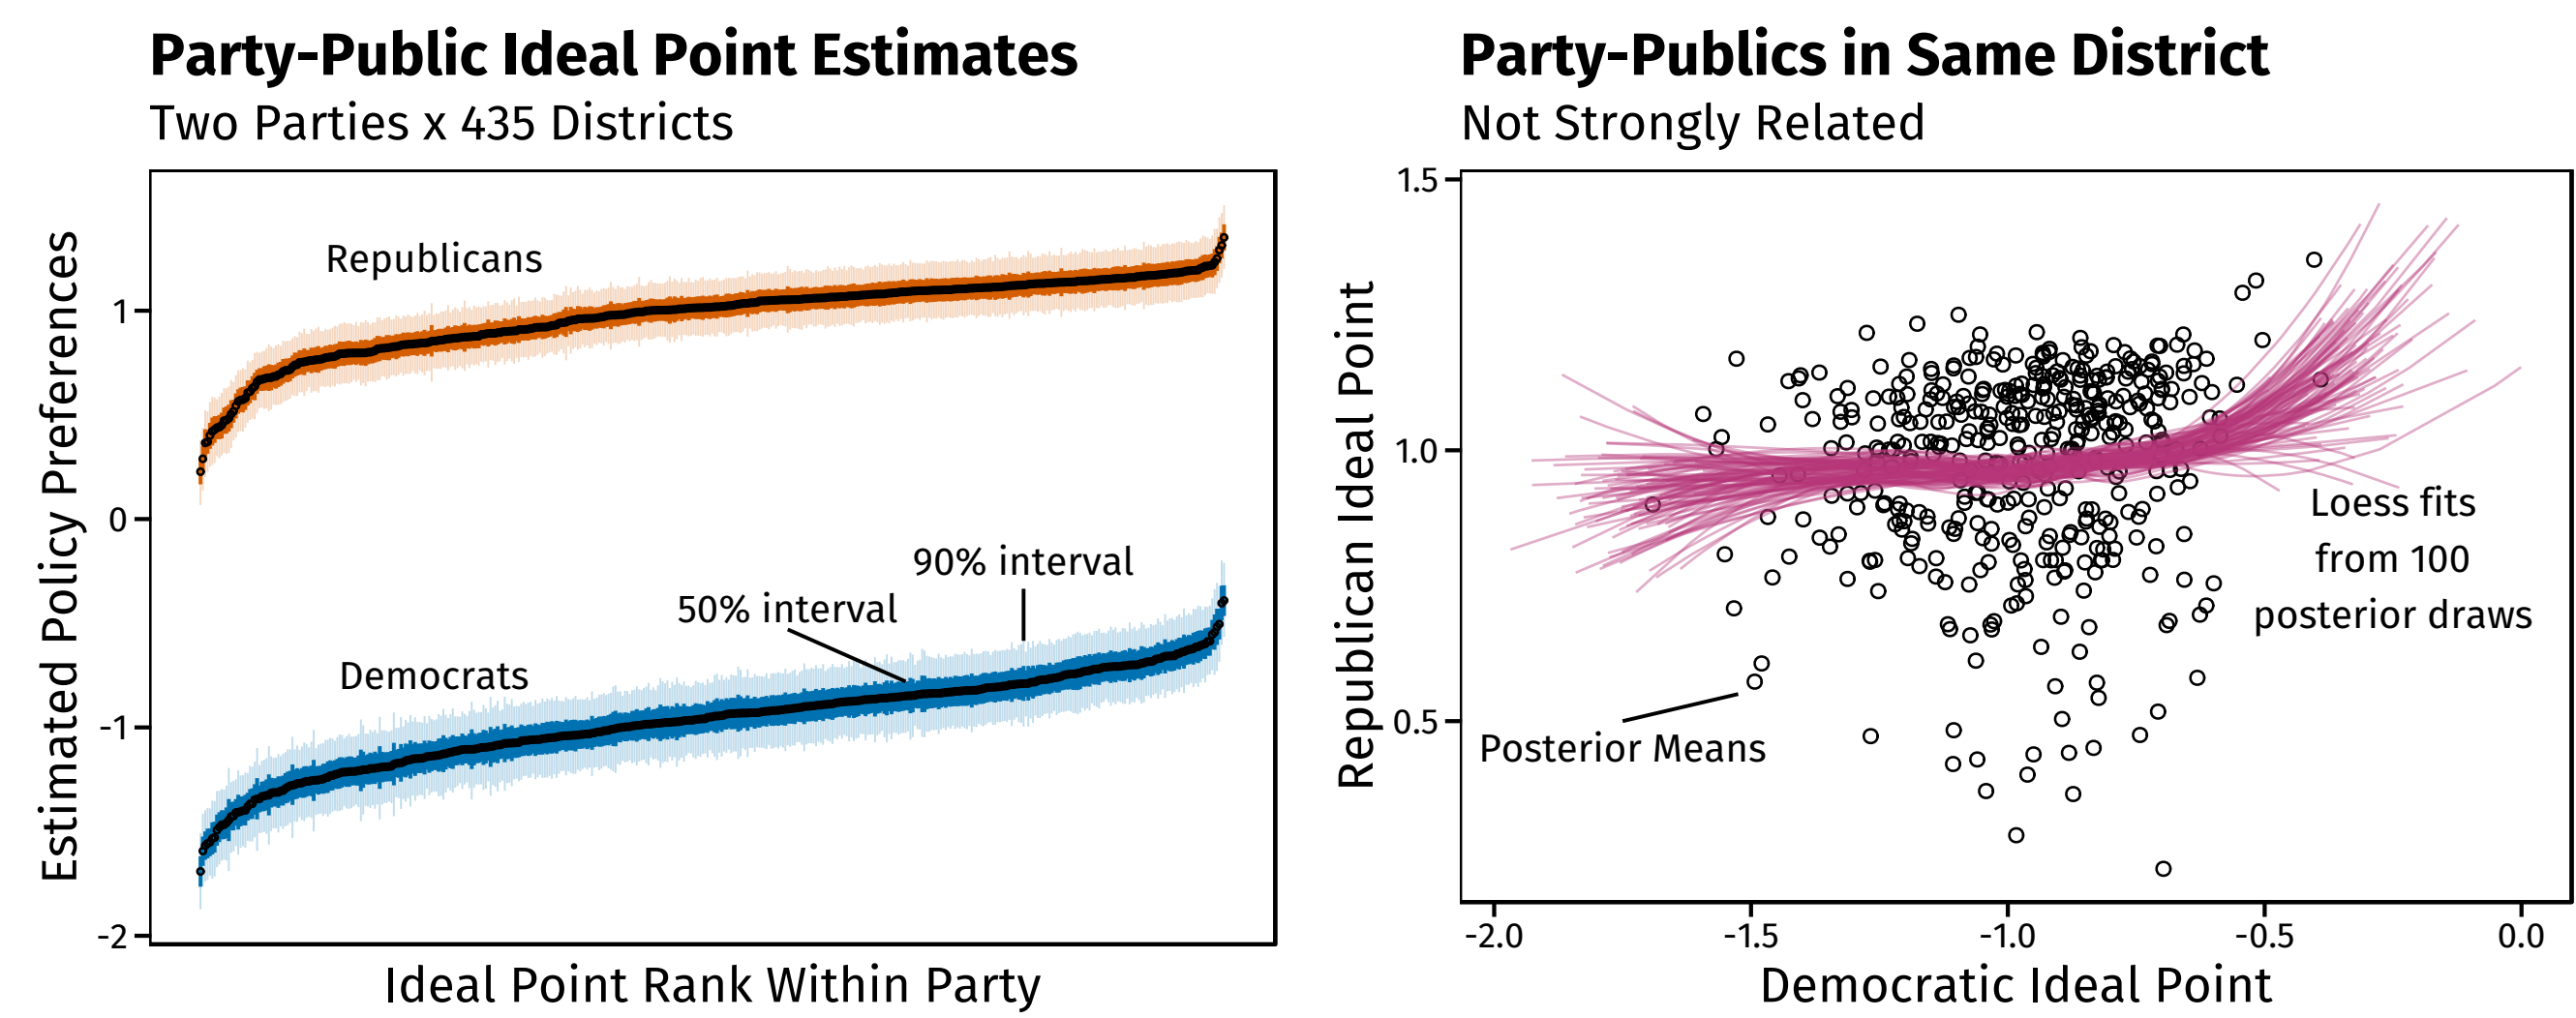 Party-Public Ideal Point Estimates
Two Parties x 435 Districts
Estimated Policy Preferences
1
0
-1
-2
Republicans
90% interval
50% interval
Democrats
Ideal Point Rank Within Party
Party-Publics in Same District
Not Strongly Related
Republican Ideal Point
1.5
1.0
0.5
Loess fits
from 100
posterior draws
Posterior Means
-2.0
-1.5
-1.0
-0.5
0.0
Democratic Ideal Point